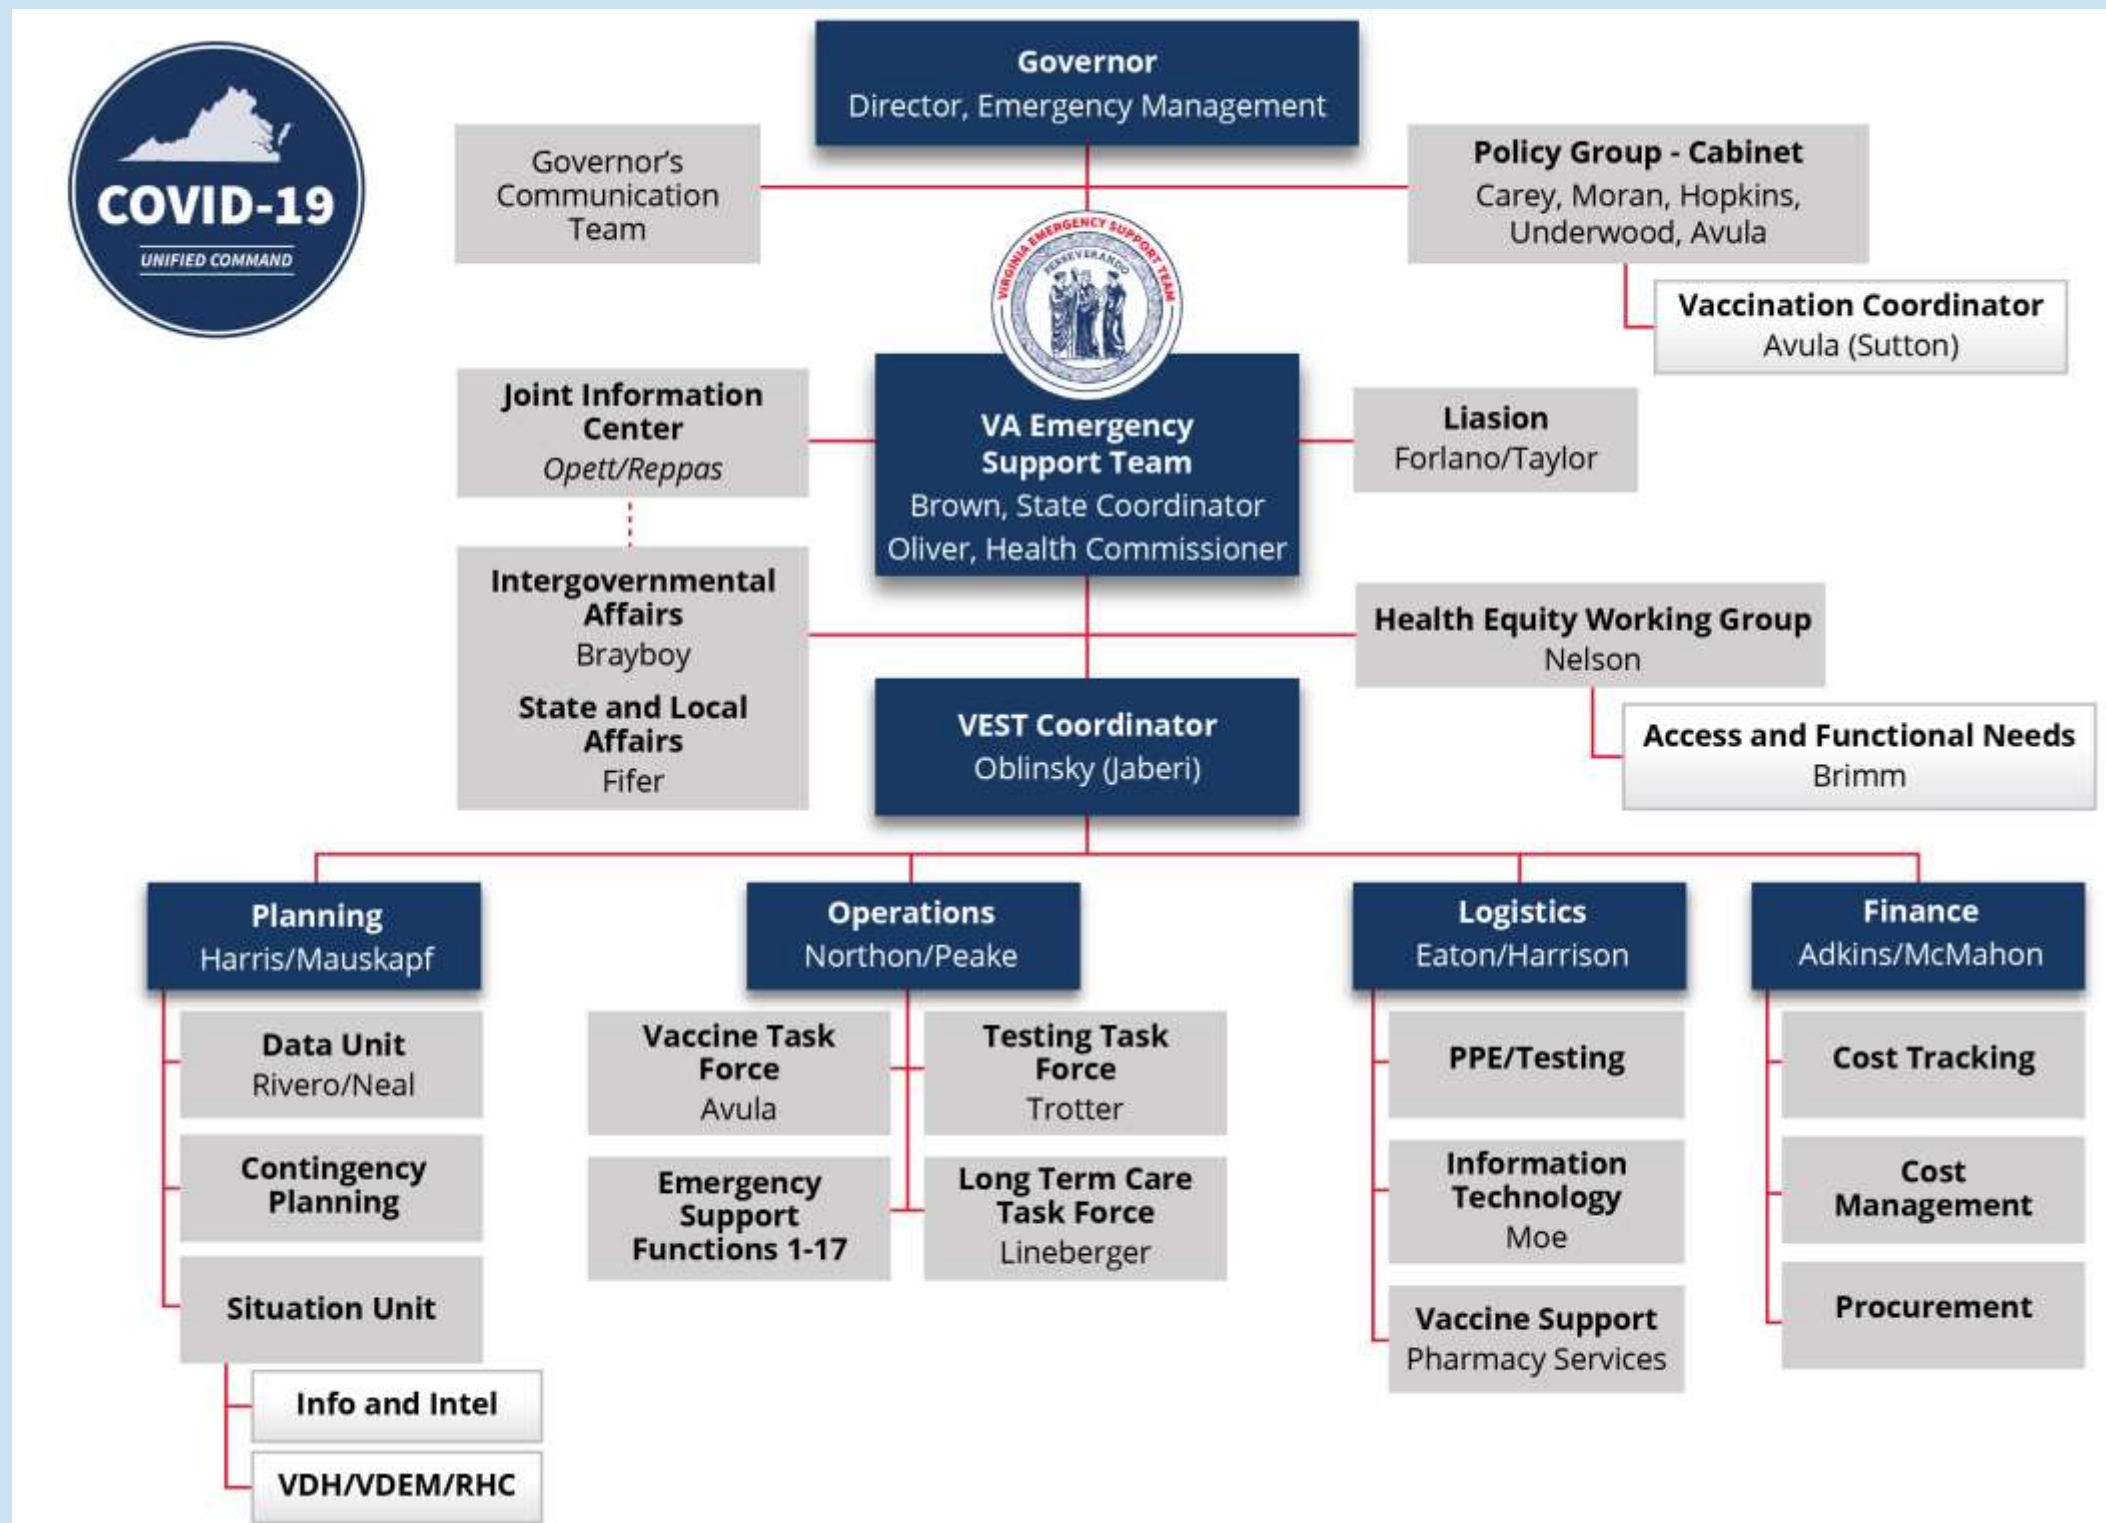 COVID-19
UNIFIED COMMAND
Governor
Director, Emergency Management
Governor’s
Communication
Team
Policy Group - Cabinet
Carey, Moran, Hopkins,
Underwood, Avula
Vaccination Coordinator
Avula (Sutton)
VIRGINIA EMERGENCY SUPPORT TEAM
PERSEVERANDO
Joint Information
Center
Opett/Reppas
VA Emergency
Support Team
Brown, State Coordinator
Oliver, Health Commissioner
Liasion
Forlano/Taylor
Intergovernmental
Affairs
Brayboy
State and Local
Affairs
Fifer
Health Equity Working Group
Nelson
Access and Functional Needs
Brimm
VEST Coordinator
Oblinsky (Jaberi)
Planning
Harris/Mauskapf
Data Unit
Rivero/Neal
Contingency
Planning
Situation Unit
Info and Intel
VDH/VDEM/RHC
Operations
Northon/Peake
Vaccine Task
Force
Avula
Testing Task
Force
Trotter
Emergency
Support
Functions 1-17
Long Term Care
Task Force
Lineberger
Logistics
Eaton/Harrison
PPE/Testing
Information
Technology
Moe
Vaccine Support
Pharmacy Services
Finance
Adkins/McMahon
Cost Tracking
Cost
Management
Procurement